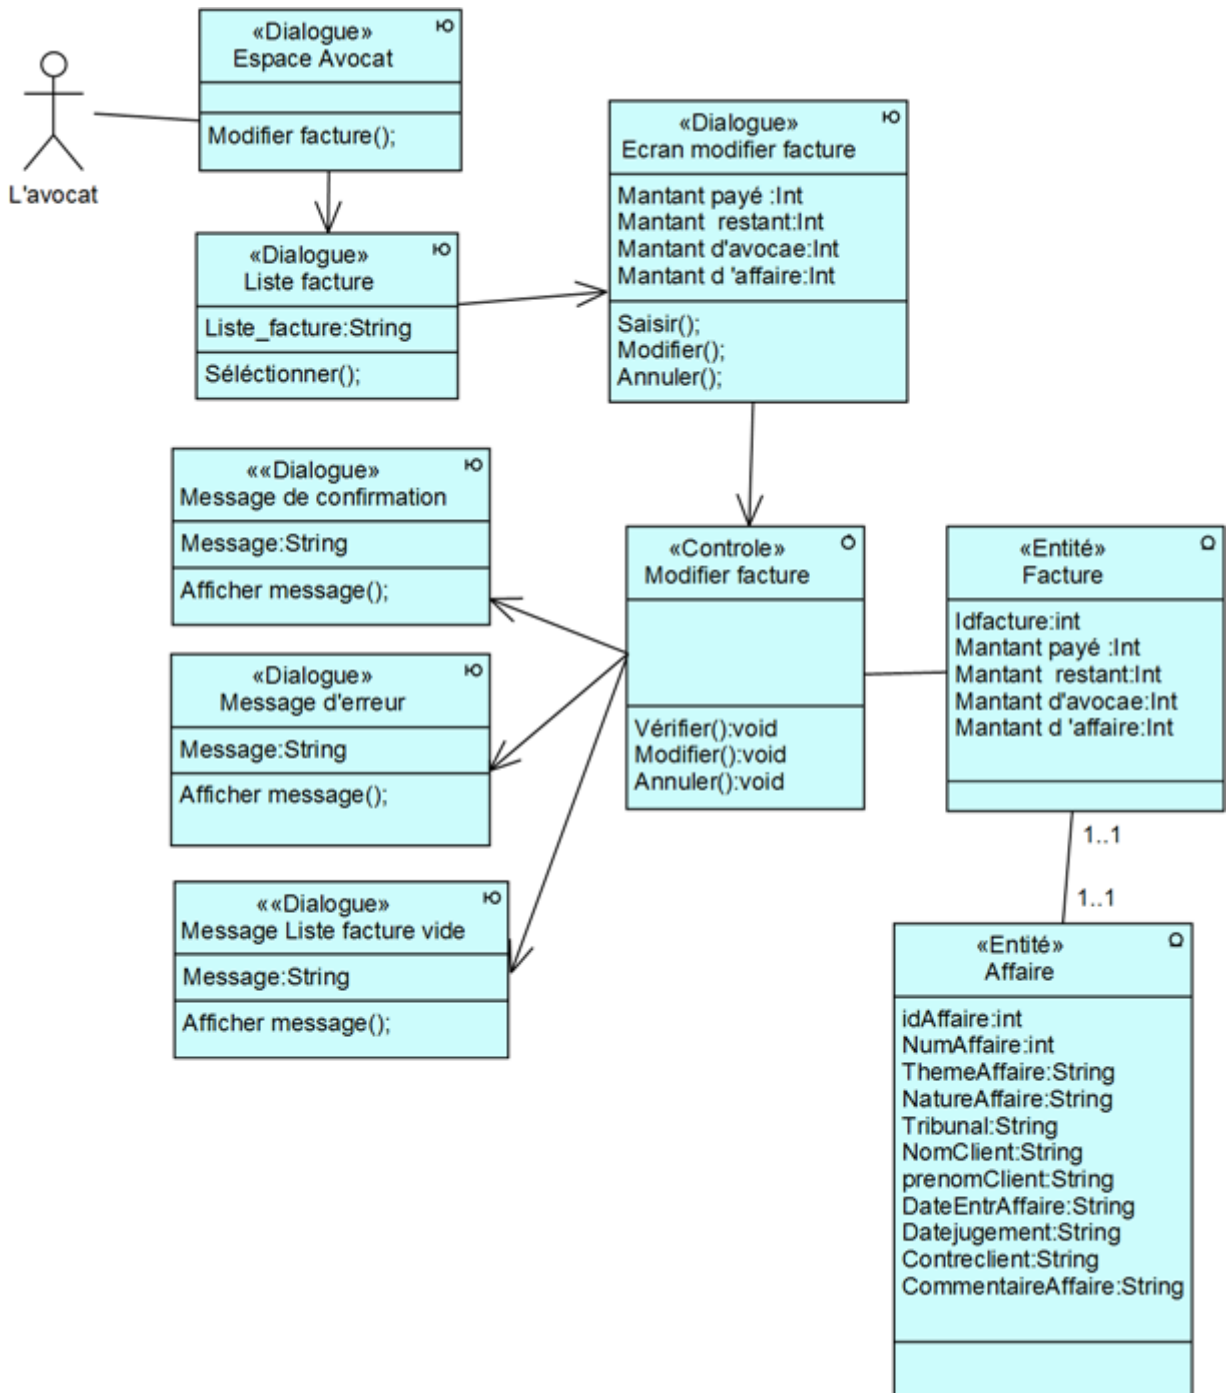 «Dialogue»
Espace Avocat
Modifier facture();
L'avocat
«Dialogue»
Liste facture
Liste_facture:String
Séléctionner();
«Dialogue»
Ecran modifier facture
Mantant payé :Int
Mantant  restant:Int
Mantant d'avocae:Int
Mantant d 'affaire:Int
Saisir();
Modifier();
Annuler();
««Dialogue»
Message de confirmation
Message:String
Afficher message();
«Dialogue»
Message d'erreur
Message:String
Afficher message();
««Dialogue»
Message Liste facture vide
Message:String
Afficher message();
«Controle»
Modifier facture
Vérifier():void
Modifier():void
Annuler():void
«Entité»
Facture
Idfacture:int
Mantant payé :Int
Mantant  restant:Int
Mantant d'avocae:Int
Mantant d 'affaire:Int
1..1
1..1
«Entité»
Affaire
idAffaire:int
NumAffaire:int
ThemeAffaire:String
NatureAffaire:String
Tribunal:String
NomClient:String
prenomClient:String
DateEntrAffaire:String
Datejugement:String
Contreclient:String
CommentaireAffaire:String